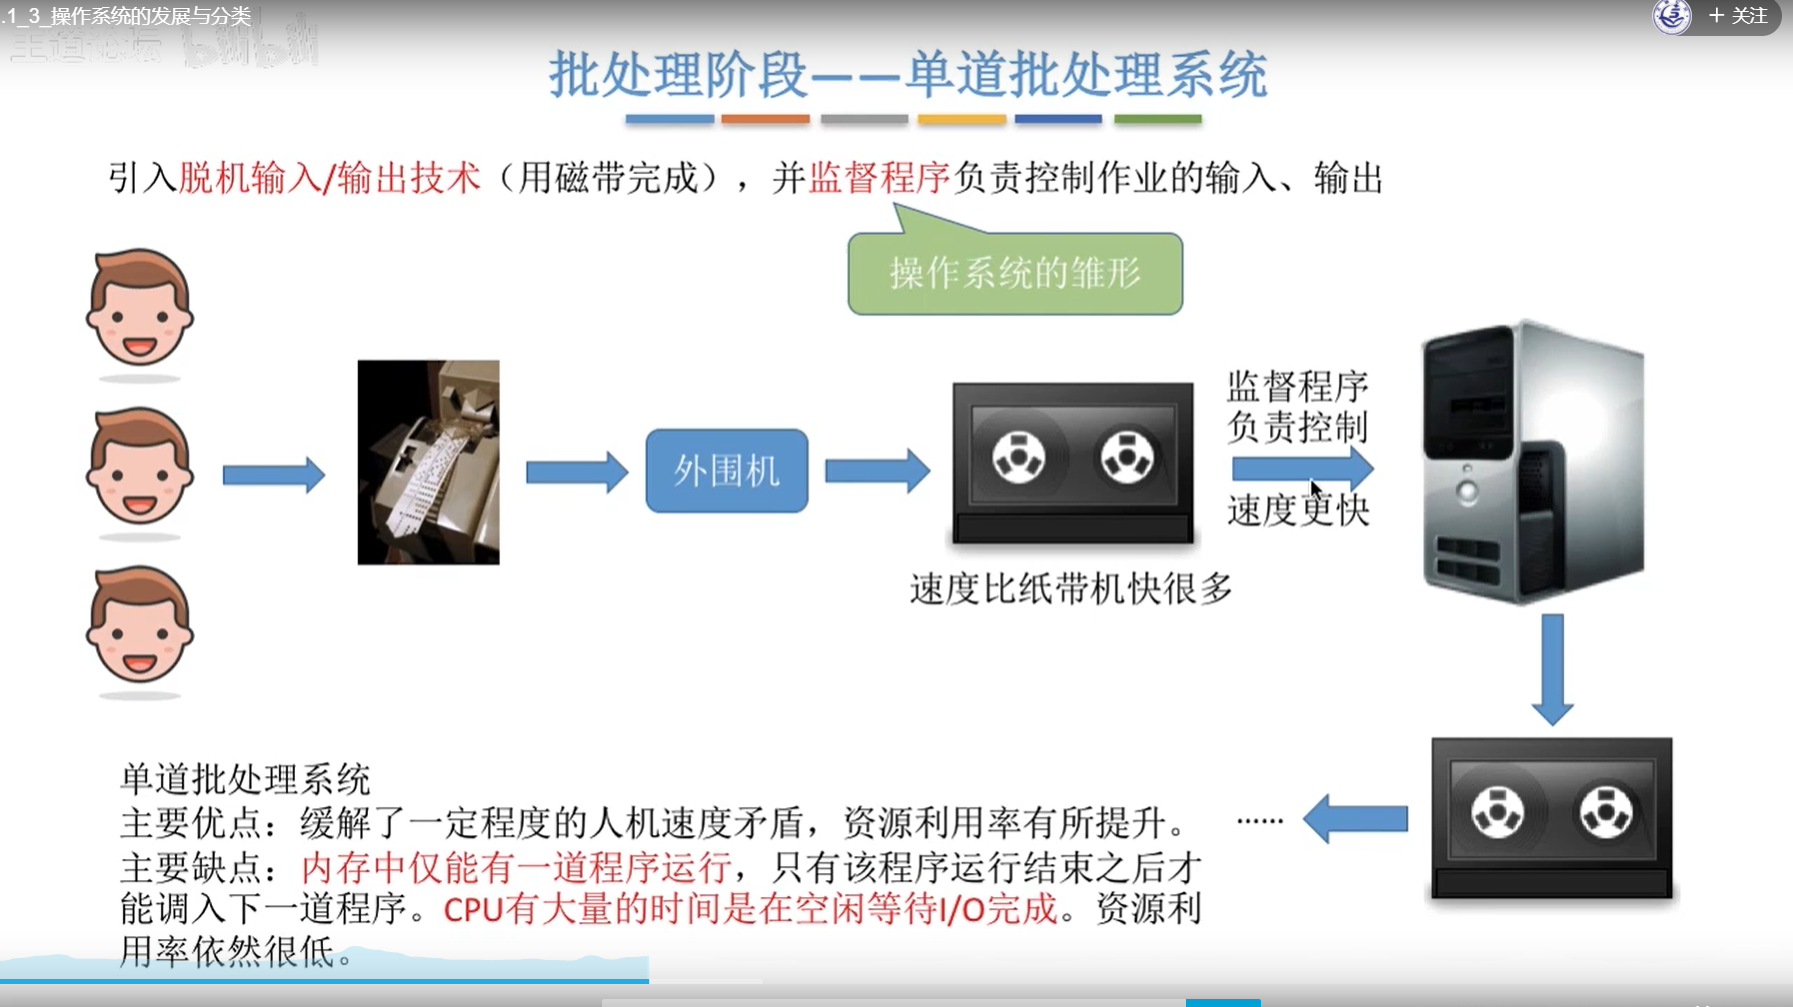 .1_3_操作系统的发展与分类
王道论坛 bilibili
+ 关注
批处理阶段——单道批处理系统
引入脱机输入/输出技术（用磁带完成），并监督程序负责控制作业的输入、输出
操作系统的雏形
外围机
监督程序
负责控制
速度更快
速度比纸带机快很多
单道批处理系统
主要优点：缓解了一定程度的人机速度矛盾，资源利用率有所提升。
······
主要缺点：内存中仅能有一道程序运行，只有该程序运行结束之后才
能调入下一道程序。CPU有大量的时间是在空闲等待I/O完成。资源利
用率依然很低。